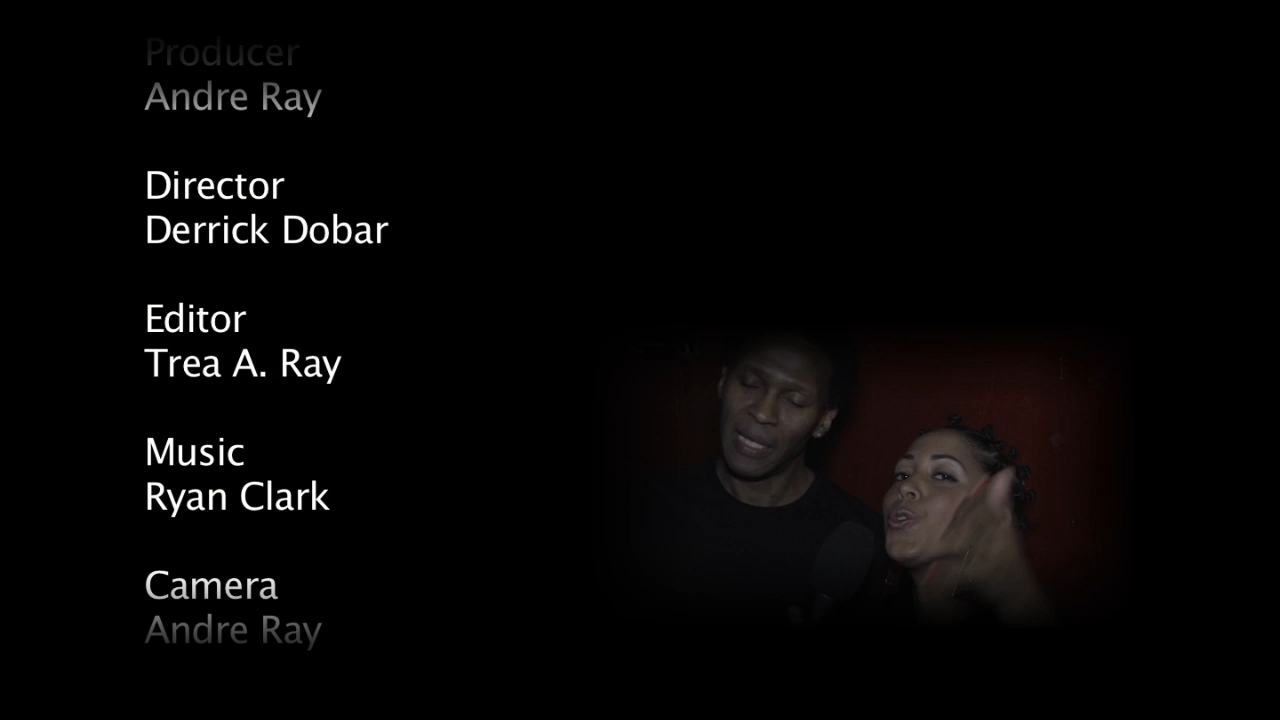 Producer
Andre Ray
Director
Derrick Dobar
Editor
Trea A. Ray
Music
Ryan Clark
Camera
Andre Ray